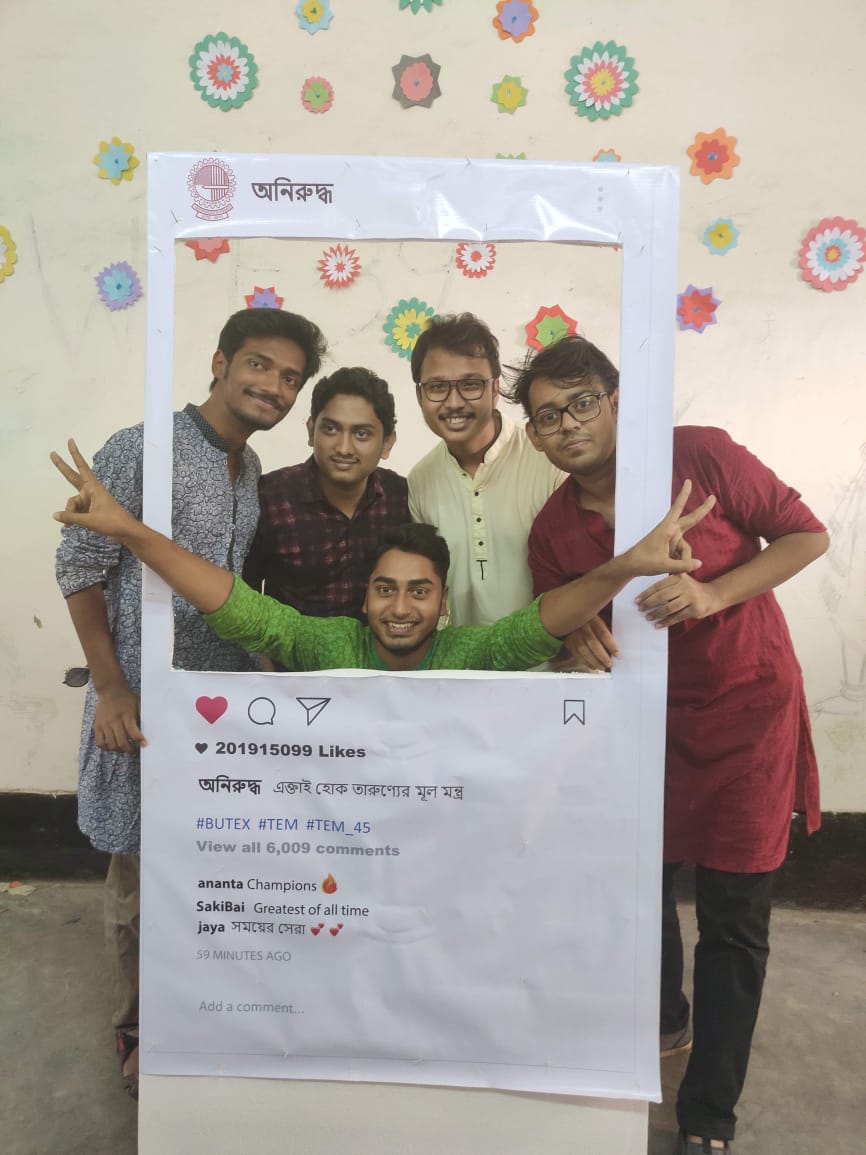 অনিরুদ্ধ
201915099 Likes
অনিরুদ্ধ এক্তাই হোক তারুণ্যের মূল মন্ত্র
#BUTEX #TEM #TEM_45
View all 6,009 comments
ananta Champions
SakiBai Greatest of all time
jaya সময়ের সেরা
59 MINUTES AGO
Add a comment...